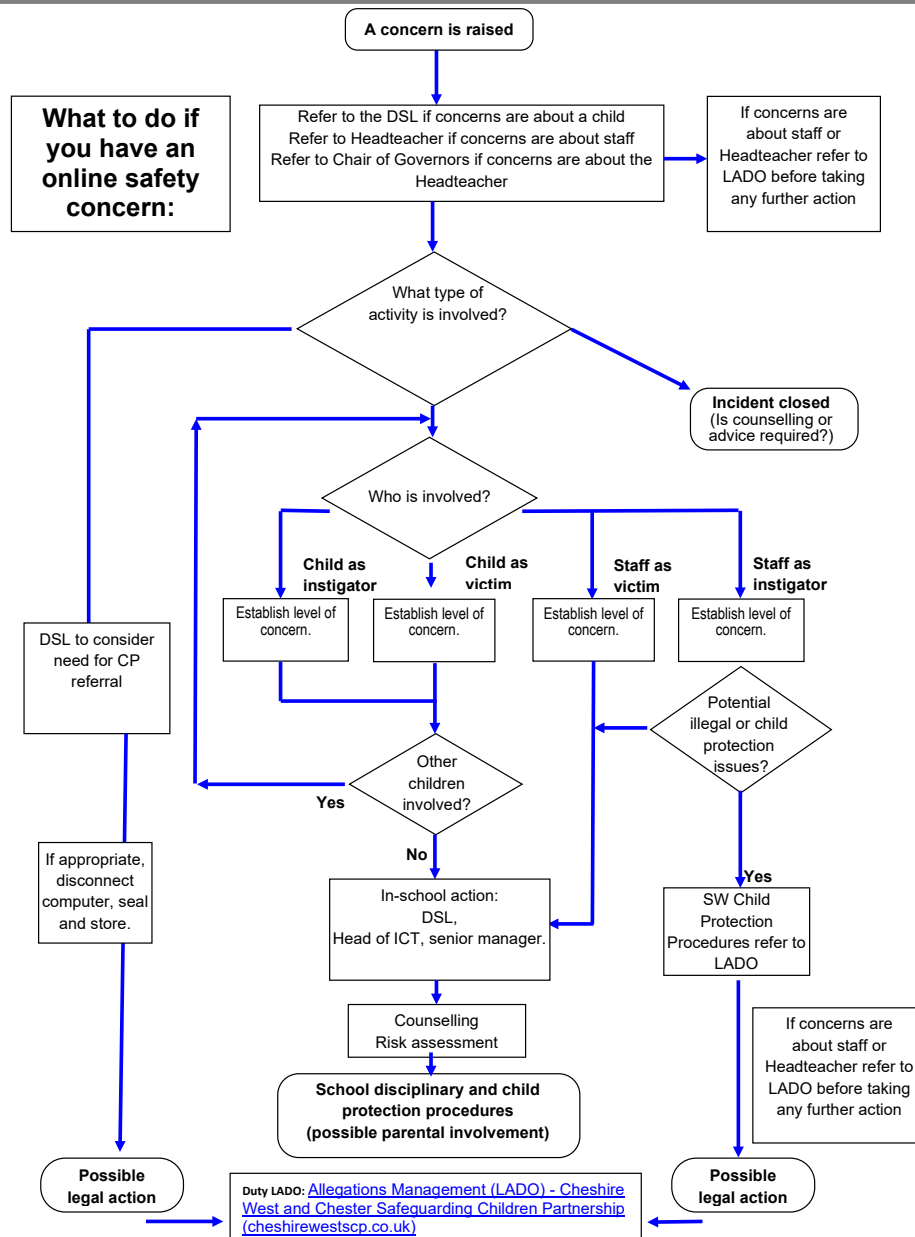 A concern is raised
What to do if
you have an
online safety
concern:
Refer to the DSL if concerns are about a child
Refer to Headteacher if concerns are about staff
Refer to Chair of Governors if concerns are about the
Headteacher
If concerns are
about staff or
Headteacher refer to
LADO before taking
any further action
What type of
activity is involved?
Incident closed
(Is counselling or
advice required?)
Who is involved?
Child as
instigator
Child as
victim
Staff as
victim
Staff as
instigator
Establish level of
concern.
Establish level of
concern.
Establish level of
concern.
Establish level of
concern.
DSL to consider
need for CP
referral
Potential
illegal or child
protection
issues?
Other
children
involved?
Yes
No
If appropriate,
disconnect
computer, seal
and store.
In-school action:
DSL,
Head of ICT, senior manager.
Yes
SW Child
Protection
Procedures refer to
LADO
Counselling
Risk assessment
If concerns are
about staff or
Headteacher refer to
LADO before taking
any further action
School disciplinary and child
protection procedures
(possible parental involvement)
Possible
legal action
Duty LADO: Allegations Management (LADO) - Cheshire
West and Chester Safeguarding Children Partnership
(cheshirewestscp.co.uk)
Possible
legal action